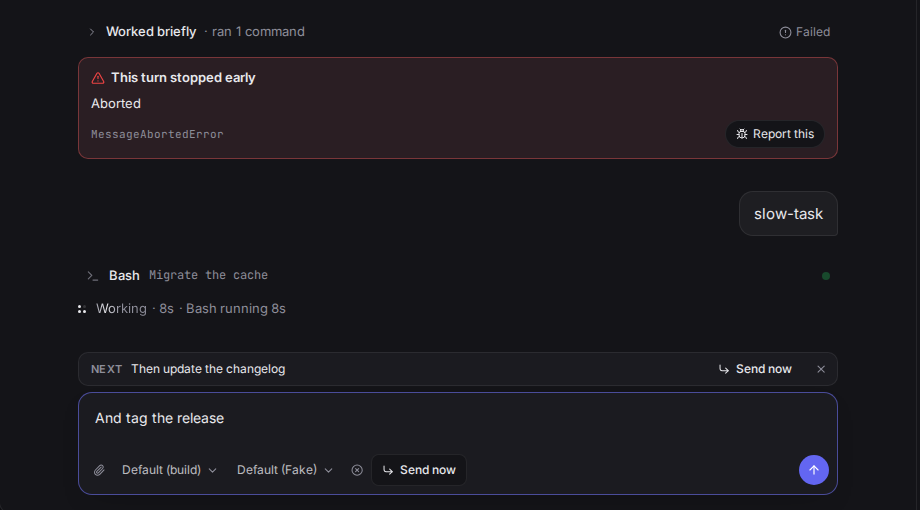 Worked briefly · ran 1 command
Failed
This turn stopped early
Aborted
MessageAbortedError
Report this
slow-task
Bash Migrate the cache
Working · 8s · Bash running 8s
NEXT Then update the changelog
Send now
And tag the release
Default (build)
Default (Fake)
Send now